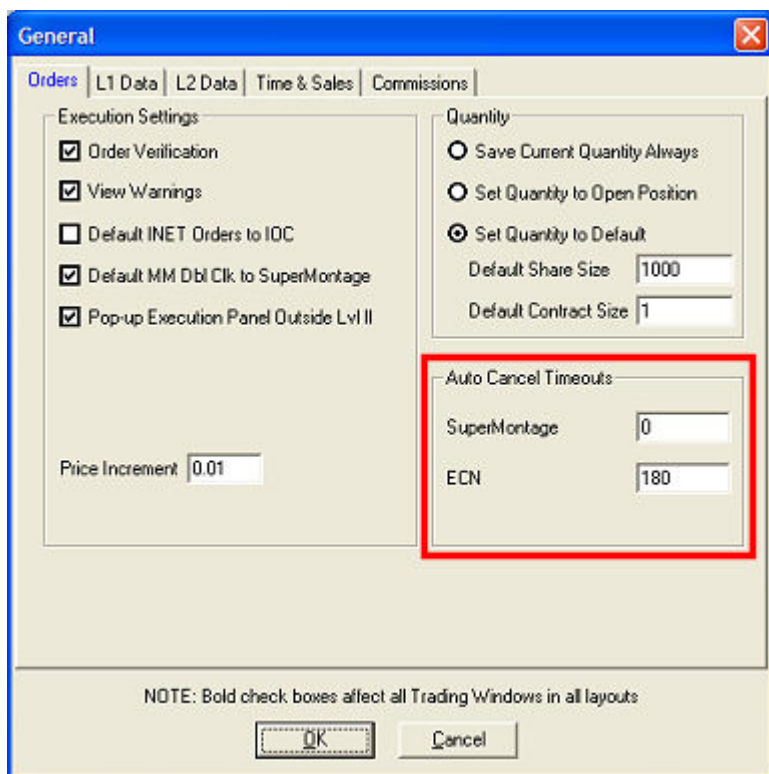 General
Orders
L1 Data
L2 Data
Time & Sales
Commissions
Execution Settings
Order Verification
View Warnings
Default INET Orders to IOC
Default MM Dbl Clk to SuperMontage
Pop-up Execution Panel Outside Lvl II
Price Increment 0.01
Quantity
Save Current Quantity Always
Set Quantity to Open Position
Set Quantity to Default
Default Share Size 1000
Default Contract Size 1
Auto Cancel Timeouts
SuperMontage 0
ECN 180
NOTE: Bold check boxes affect all Trading Windows in all layouts
OK
Cancel